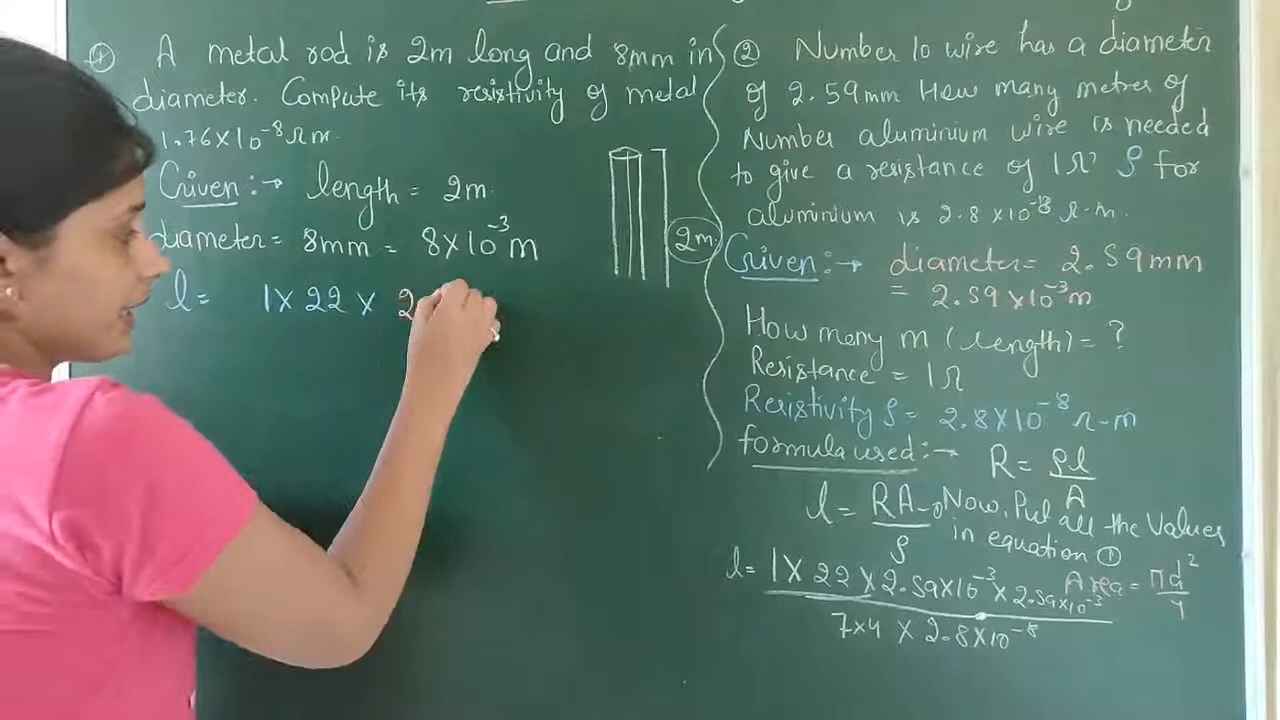 ① A metal rod is 2m long and 8mm in
diameter. Compute its resistivity of metal
1.76×10⁻⁸ Ω m.
Given :→ length = 2m.
diameter = 8mm = 8×10⁻³ m
l = 1× 22 × 2
2m
② Number 10 wire has a diameter
of 2.59mm How many metres of
Number aluminium wire is needed
to give a resistance of 1Ω? ρ for
aluminium is 2.8×10⁻⁸ Ω-m.
Given :→ diameter = 2.59mm
= 2.59×10⁻³m
How many m (length) = ?
Resistance = 1Ω
Resistivity ρ = 2.8×10⁻⁸ Ω-m
formula used :→ R = ρl / A
l = RA / ρ → Now, Put all the values
in equation ①
Area = πd² / 4
l = 1× 22 × 2.59×10⁻³ × 2.59×10⁻³
7×4 × 2.8×10⁻⁸